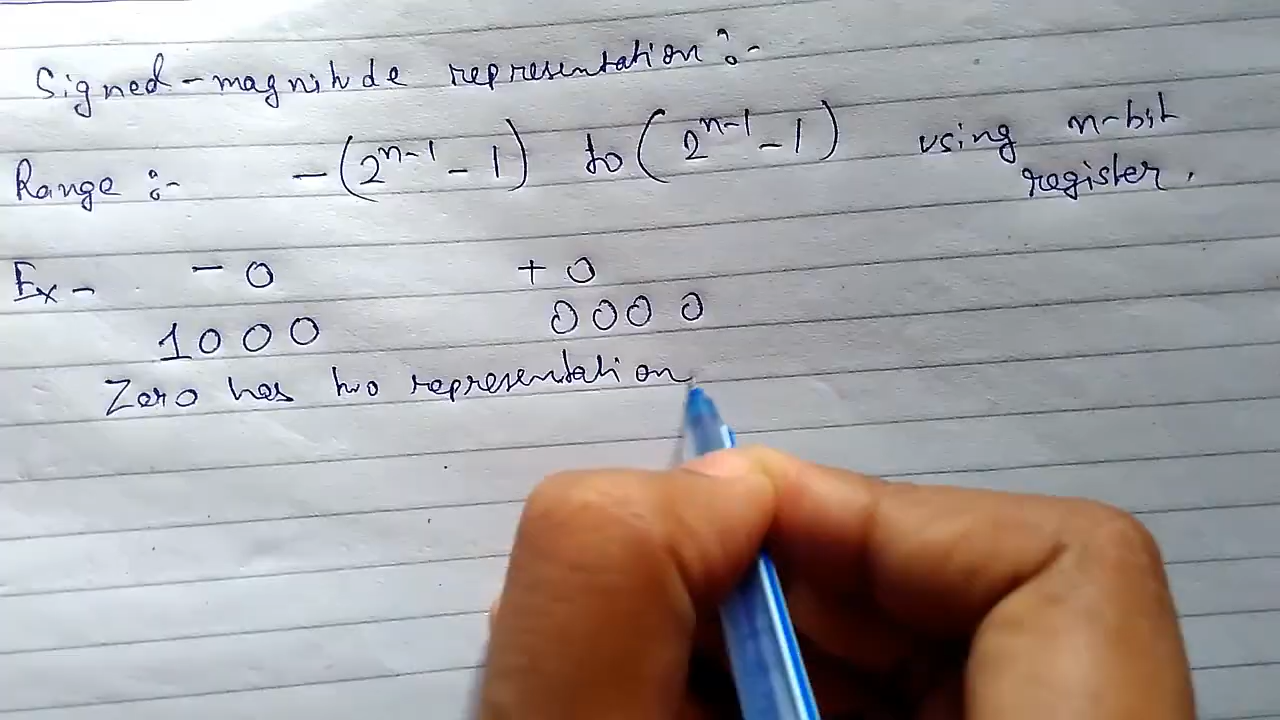 Signed-magnitude representation:-
Range :- -(2^{n-1} - 1) to (2^{n-1} - 1) using n-bit register.
Ex- -0 +0
1000 0000
Zero has two representation